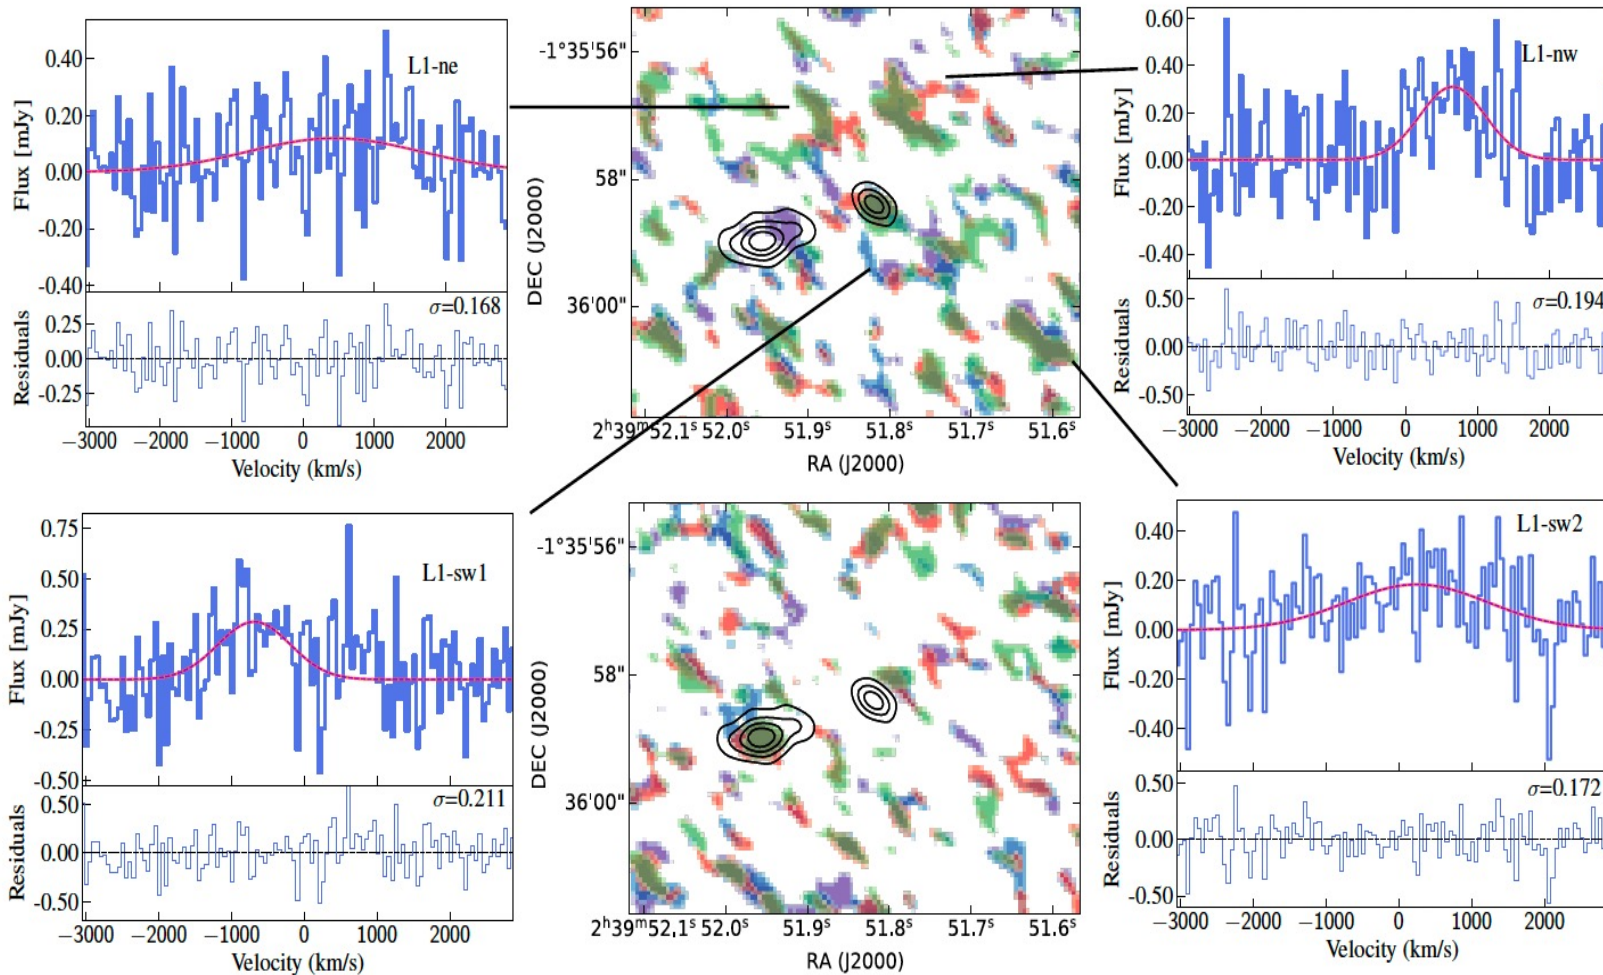 L1-ne
Flux [mJy]
0.40
0.20
0.00
-0.20
-0.40
σ=0.168
Residuals
0.25
0.00
-0.25
−3000 −2000 −1000 0 1000 2000
Velocity (km/s)
-1°35'56"
58"
36'00"
DEC (J2000)
2ʰ39ᵐ52.1ˢ 52.0ˢ 51.9ˢ 51.8ˢ 51.7ˢ 51.6ˢ
RA (J2000)
L1-nw
Flux [mJy]
0.60
0.40
0.20
0.00
-0.20
-0.40
σ=0.194
Residuals
0.50
0.00
-0.50
−3000 −2000 −1000 0 1000 2000
Velocity (km/s)
L1-sw1
Flux [mJy]
0.75
0.50
0.25
0.00
-0.25
-0.50
σ=0.211
Residuals
0.50
0.00
-0.50
−3000 −2000 −1000 0 1000 2000
Velocity (km/s)
-1°35'56"
58"
36'00"
DEC (J2000)
2ʰ39ᵐ52.1ˢ 52.0ˢ 51.9ˢ 51.8ˢ 51.7ˢ 51.6ˢ
RA (J2000)
L1-sw2
Flux [mJy]
0.40
0.20
0.00
-0.20
-0.40
σ=0.172
Residuals
0.50
0.00
-0.50
−3000 −2000 −1000 0 1000 2000
Velocity (km/s)